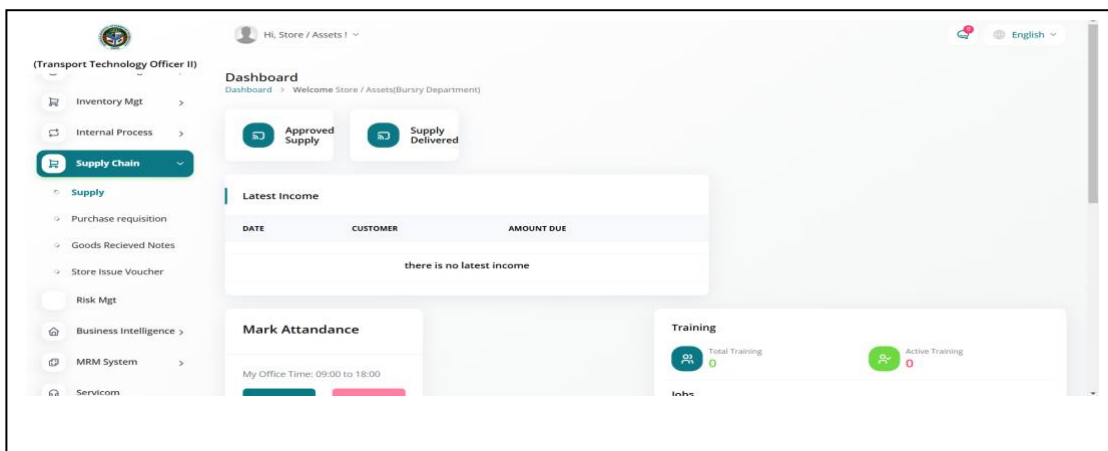 (Transport Technology Officer II)
Inventory Mgt
Internal Process
Supply Chain
Supply
Purchase requisition
Goods Recieved Notes
Store Issue Voucher
Risk Mgt
Business Intelligence
MRM System
Servicom
Hi, Store / Assets !
0
English
Dashboard
Dashboard > Welcome Store / Assets(Bursry Department)
Approved
Supply
Supply
Delivered
Latest Income
DATE CUSTOMER AMOUNT DUE
there is no latest income
Mark Attandance
My Office Time: 09:00 to 18:00
Training
Total Training
0
Active Training
0
Jobs